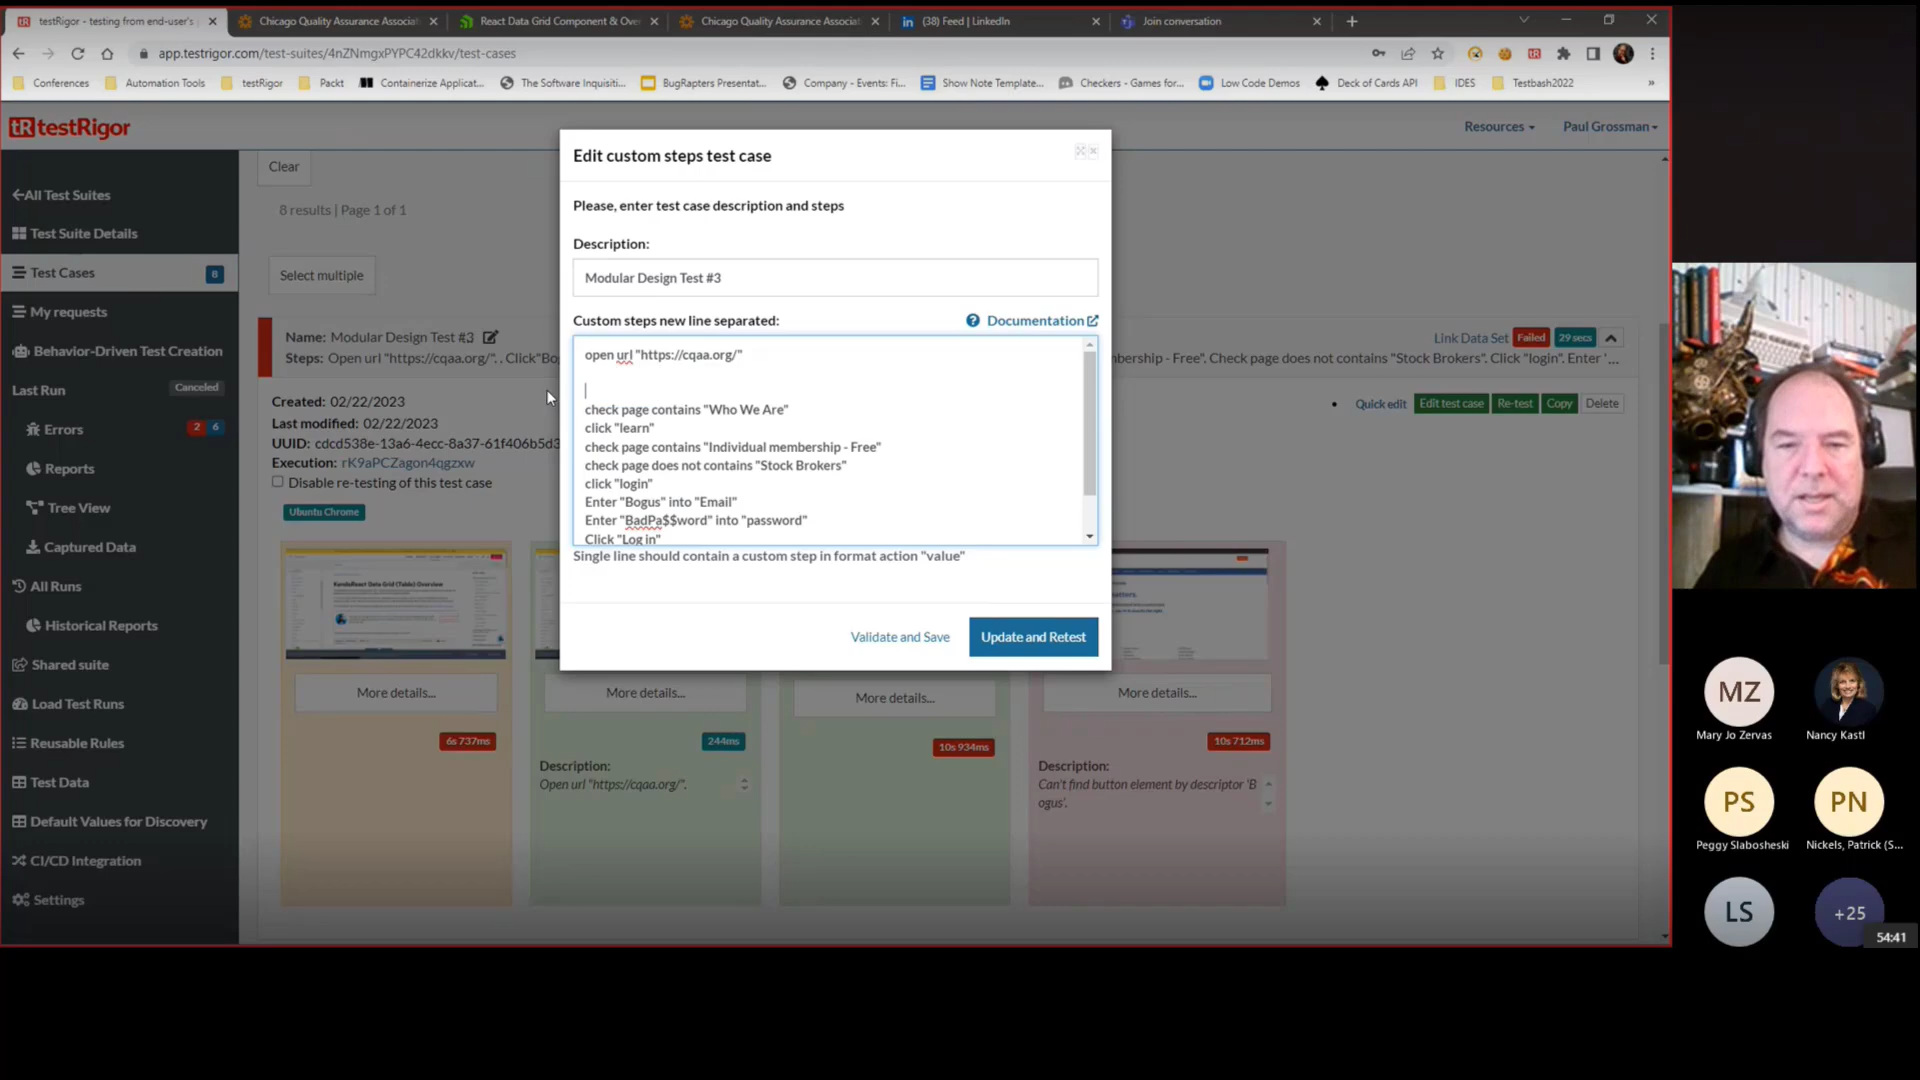 testRigor - testing from end-user's
Chicago Quality Assurance Associat
React Data Grid Component & Over
Chicago Quality Assurance Associat
(38) Feed | LinkedIn
Join conversation
app.testrigor.com/test-suites/4nZNmgxPYPC42dkkv/test-cases
Conferences
Automation Tools
testRigor
Packt
Containerize Applicat...
The Software Inquisiti...
BugRapters Presentat...
Company - Events: Fi...
Show Note Template...
Checkers - Games for...
Low Code Demos
Deck of Cards API
IDES
Testbash2022
»
tR testRigor
Resources
Paul Grossman
All Test Suites
Test Suite Details
Test Cases
8
My requests
Behavior-Driven Test Creation
Last Run
Canceled
Errors
2 6
Reports
Tree View
Captured Data
All Runs
Historical Reports
Shared suite
Load Test Runs
Reusable Rules
Test Data
Default Values for Discovery
CI/CD Integration
Settings
Clear
8 results | Page 1 of 1
Select multiple
Name: Modular Design Test #3
Steps: Open url "https://cqaa.org/". . Click"Bo
mbership - Free". Check page does not contains "Stock Brokers". Click "login". Enter '...
Link Data Set
Failed
29 secs
Created: 02/22/2023
Last modified: 02/22/2023
UUID: cdcd538e-13a6-4ecc-8a37-61f406b5d3
Execution: rK9aPCZagon4qgzxw
Disable re-testing of this test case
Quick edit
Edit test case
Re-test
Copy
Delete
Ubuntu Chrome
Edit custom steps test case
Please, enter test case description and steps
Description:
Modular Design Test #3
Custom steps new line separated:
Documentation
open url "https://cqaa.org/"
check page contains "Who We Are"
click "learn"
check page contains "Individual membership - Free"
check page does not contains "Stock Brokers"
click "login"
Enter "Bogus" into "Email"
Enter "BadPa$$word" into "password"
Click "Log in"
Single line should contain a custom step in format action "value"
Validate and Save
Update and Retest
KendoReact Data Grid (Table) Overview
More details...
More details...
More details...
More details...
6s 737ms
244ms
10s 934ms
10s 712ms
Description:
Open url "https://cqaa.org/".
Description:
Can't find button element by descriptor 'B
ogus'.
MZ
Mary Jo Zervas
Nancy Kastl
PS
Peggy Slabosheski
PN
Nickels, Patrick (S...
LS
+25
54:41